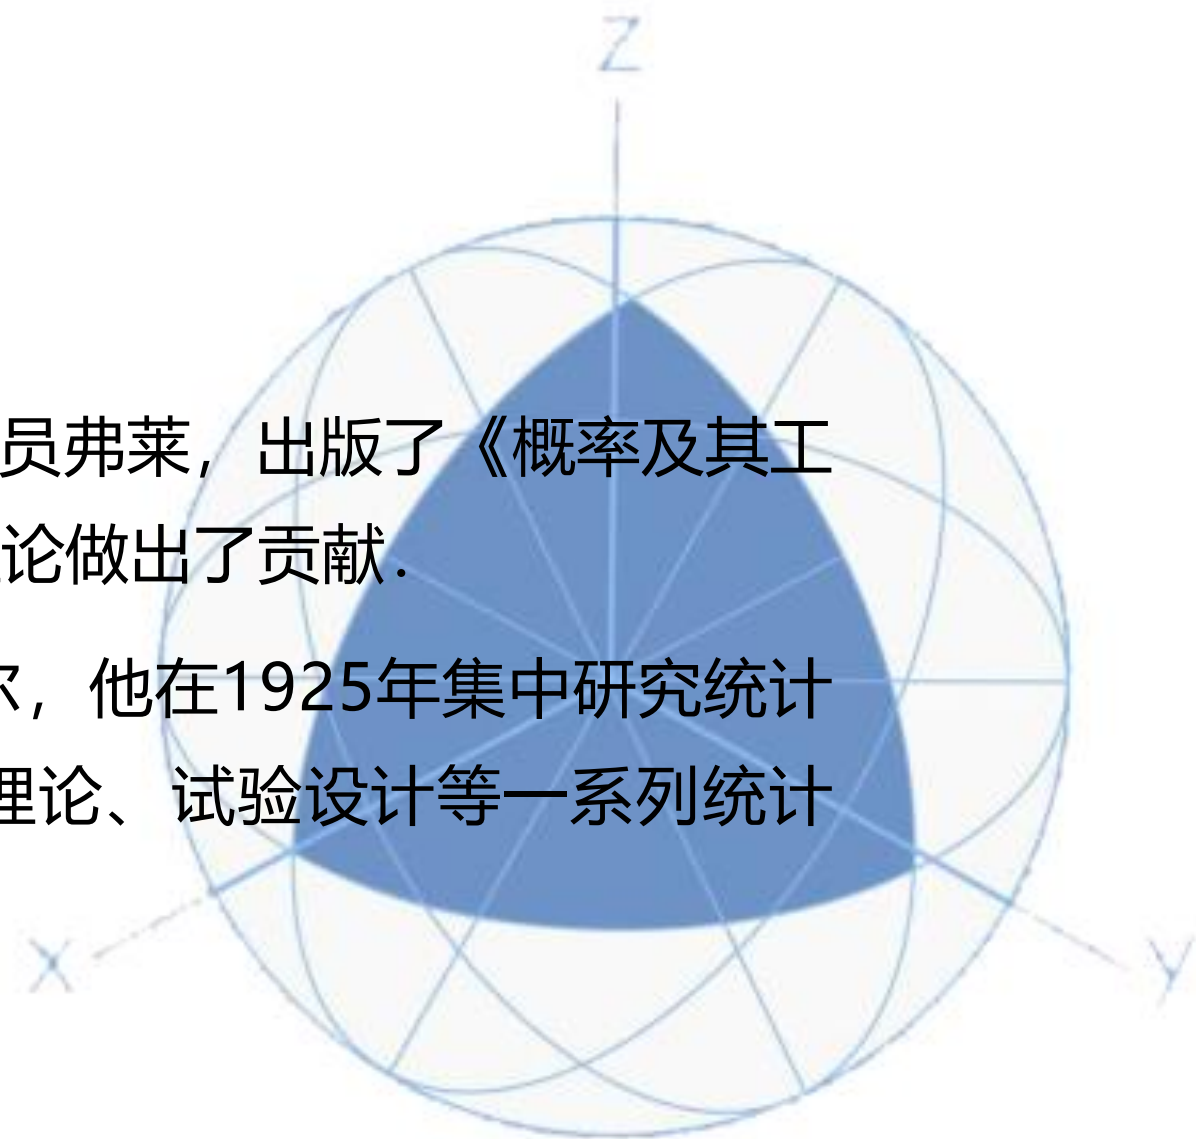 Z
员弗莱，出版了《概率及其工
论做出了贡献.
尔，他在1925年集中研究统计
理论、试验设计等一系列统计
X
y